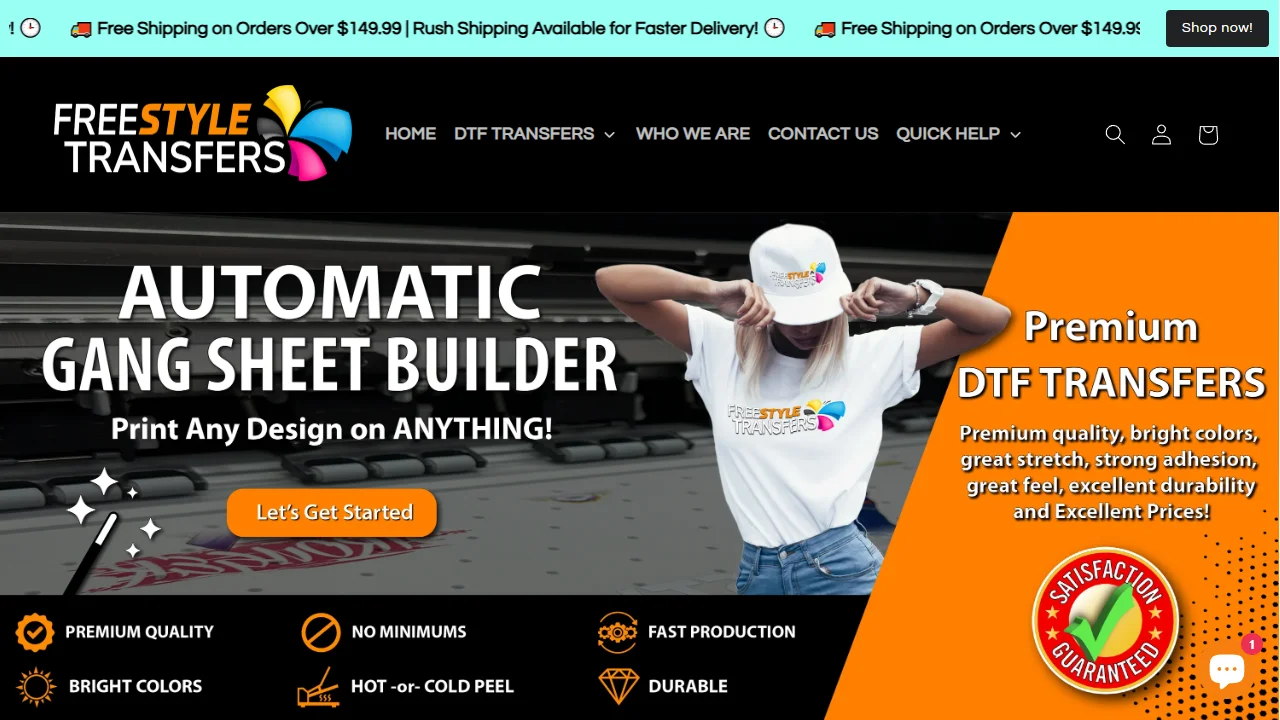 ! Free Shipping on Orders Over $149.99 | Rush Shipping Available for Faster Delivery! Free Shipping on Orders Over $149.99
Shop now!
FREESTYLE
TRANSFERS
HOME DTF TRANSFERS WHO WE ARE CONTACT US QUICK HELP
AUTOMATIC
GANG SHEET BUILDER
Print Any Design on ANYTHING!
Let's Get Started
FREESTYLE
TRANSFERS
FREESTYLE
TRANSFERS
Premium
DTF TRANSFERS
Premium quality, bright colors,
great stretch, strong adhesion,
great feel, excellent durability
and Excellent Prices!
SATISFACTION
GUARANTEED
PREMIUM QUALITY NO MINIMUMS FAST PRODUCTION
BRIGHT COLORS HOT -or- COLD PEEL DURABLE
1